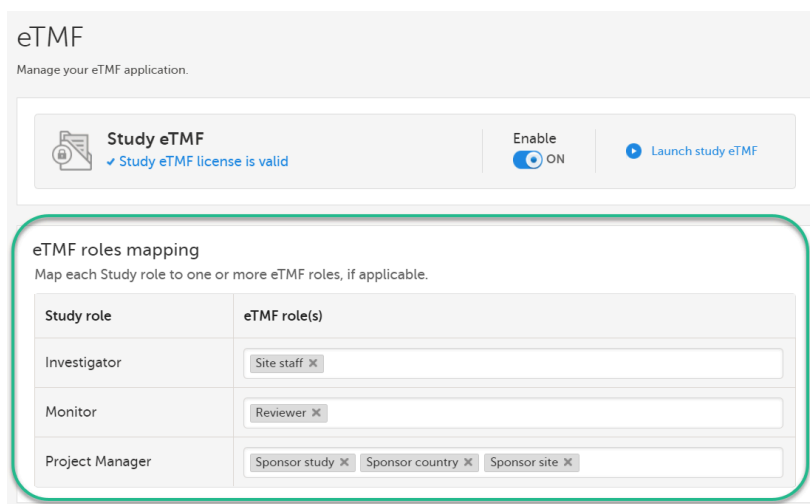 eTMF
Manage your eTMF application.
Study eTMF
✔ Study eTMF license is valid
Enable
ON
Launch study eTMF
eTMF roles mapping
Map each Study role to one or more eTMF roles, if applicable.
Study role eTMF role(s)
Investigator Site staff ✕
Monitor Reviewer ✕
Project Manager Sponsor study ✕ Sponsor country ✕ Sponsor site ✕